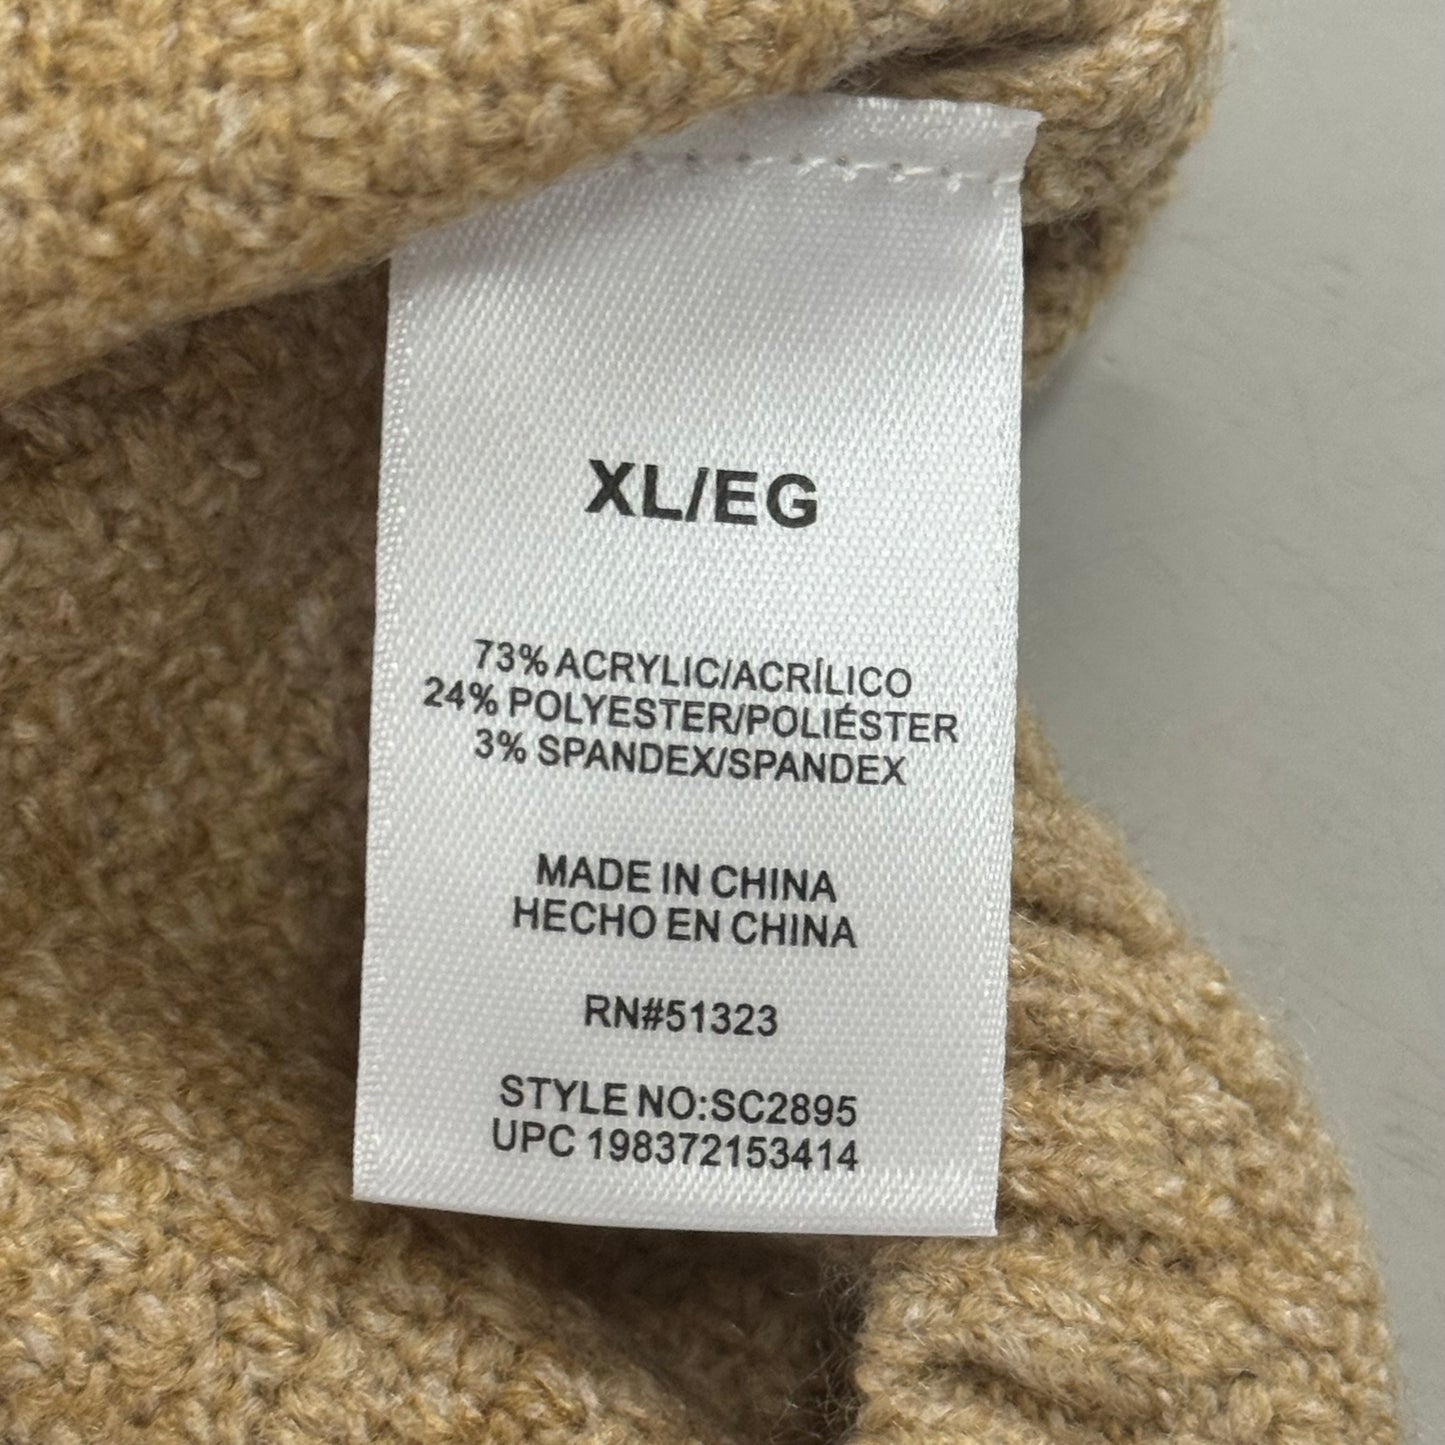 XL/EG
73% ACRYLIC/ACRÍLICO
24% POLYESTER/POLIÉSTER
3% SPANDEX/SPANDEX
MADE IN CHINA
HECHO EN CHINA
RN#51323
STYLE NO:SC2895
UPC 198372153414